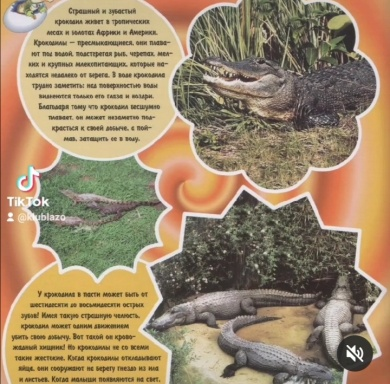 Страшный и зубастый
крокодил живет в тропических
лесах и болотах Африки и Америки.
Крокодилы — пресмыкающиеся, они плава-
ют под водой, подстерегая рыб, черепах, мел-
ких и крупных млекопитающих, которые на-
ходятся недалеко от берега. В воде крокодила
трудно заметить: над поверхностью воды
виднеются только его глаза и ноздри.
Благодаря тому что крокодил бесшумно
плавает, он может незаметно под-
красться к своей добыче, а пой-
мав, затащить ее в воду.
TikTok
@klublazo
У крокодила в пасти может быть от
шестидесяти до восьмидесяти острых
зубов! Имея такую страшную челюсть,
крокодил может одним движением
убить свою добычу. Вот такой он крово-
жадный хищник! Но крокодилы не со всеми
такие жестокие. Когда крокодилы откладывают
яйца, они сооружают на берегу гнездо из ила
и листьев. Когда малыши появляются на свет,